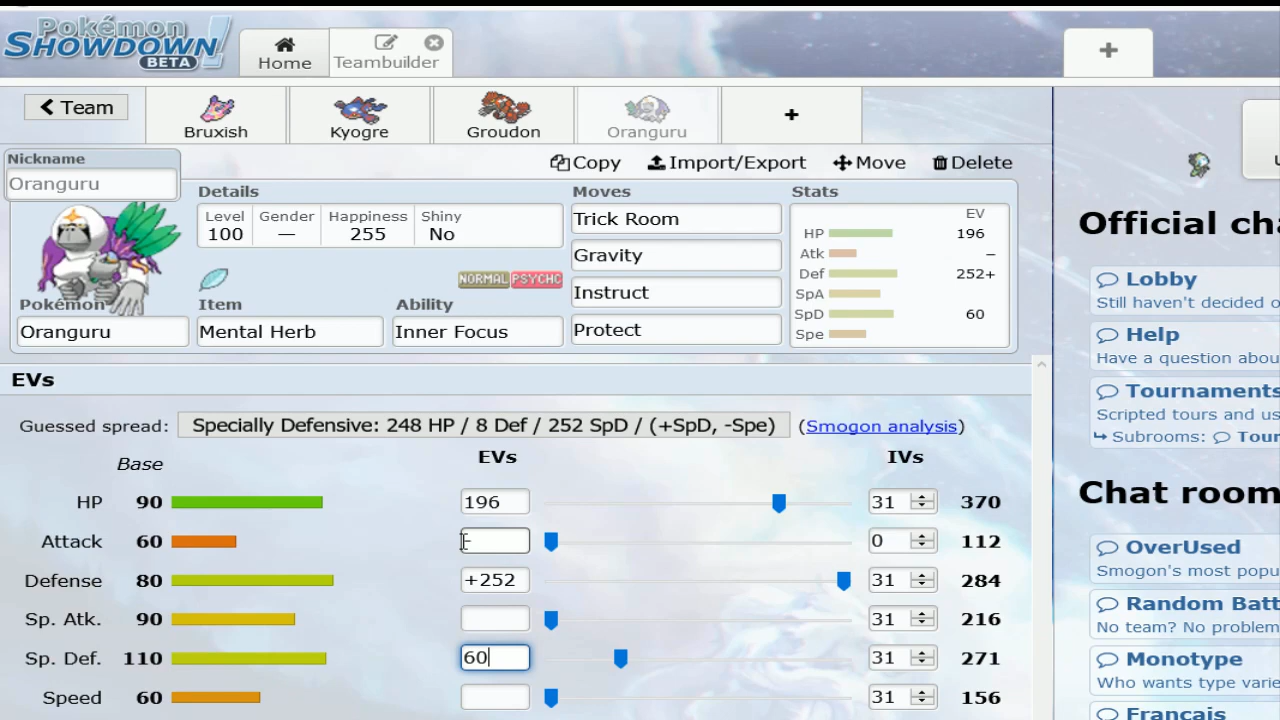 Pokémon
SHOWDOWN!
BETA
Home
Teambuilder
+
< Team
Bruxish
Kyogre
Groudon
Oranguru
+
Copy Import/Export Move Delete
Nickname
Oranguru
Details
Level Gender Happiness Shiny
100 — 255 No
NORMAL PSYCHC
Pokémon Item Ability
Oranguru Mental Herb Inner Focus
Moves
Trick Room
Gravity
Instruct
Protect
Stats
EV
HP 196
Atk –
Def 252+
SpA
SpD 60
Spe
EVs
Guessed spread: Specially Defensive: 248 HP / 8 Def / 252 SpD / (+SpD, -Spe) (Smogon analysis)
Base EVs IVs
HP 90 196 31 370
Attack 60 - 0 112
Defense 80 +252 31 284
Sp. Atk. 90 31 216
Sp. Def. 110 60 31 271
Speed 60 31 156
Official cha
Lobby
Still haven't decided o
Help
Have a question abou
Tournaments
Scripted tours and us
↳ Subrooms: Tour
Chat room
OverUsed
Smogon's most popu
Random Batt
No team? No problem
Monotype
Who wants type varie
Français